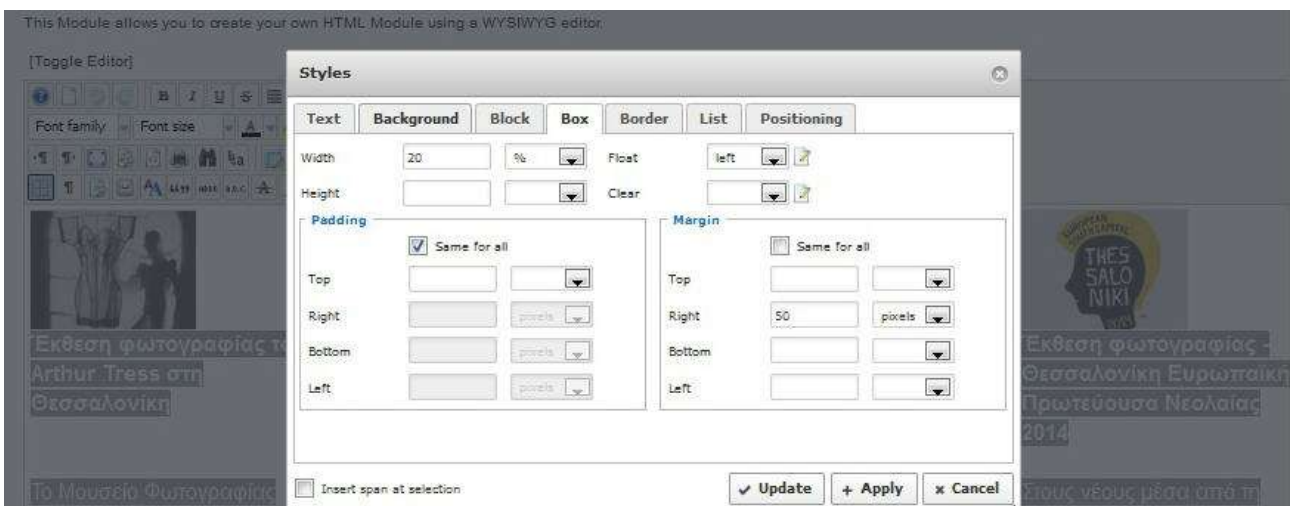 This Module allows you to create your own HTML Module using a WYSIWYG editor.
[Toggle Editor]
Styles
B I U S
Font family Font size A
Text Background Block Box Border List Positioning
Width 20 % Float left
Height Clear
Padding Margin
Same for all Same for all
Top Top
Right pixels Right 50 pixels
Bottom pixels Bottom
Left pixels Left
EUROPEAN
THES
SALO
NIKI
Έκθεση φωτογραφίας
Arthur Tress στη
Θεσσαλονίκη
Έκθεση φωτογραφίας -
Θεσσαλονίκη Ευρωπαϊκή
Πρωτεύουσα Νεολαίας
2014
Insert span at selection Update Apply Cancel
Το Μουσείο Φωτογραφίας
Στους νέους μέσα από τη